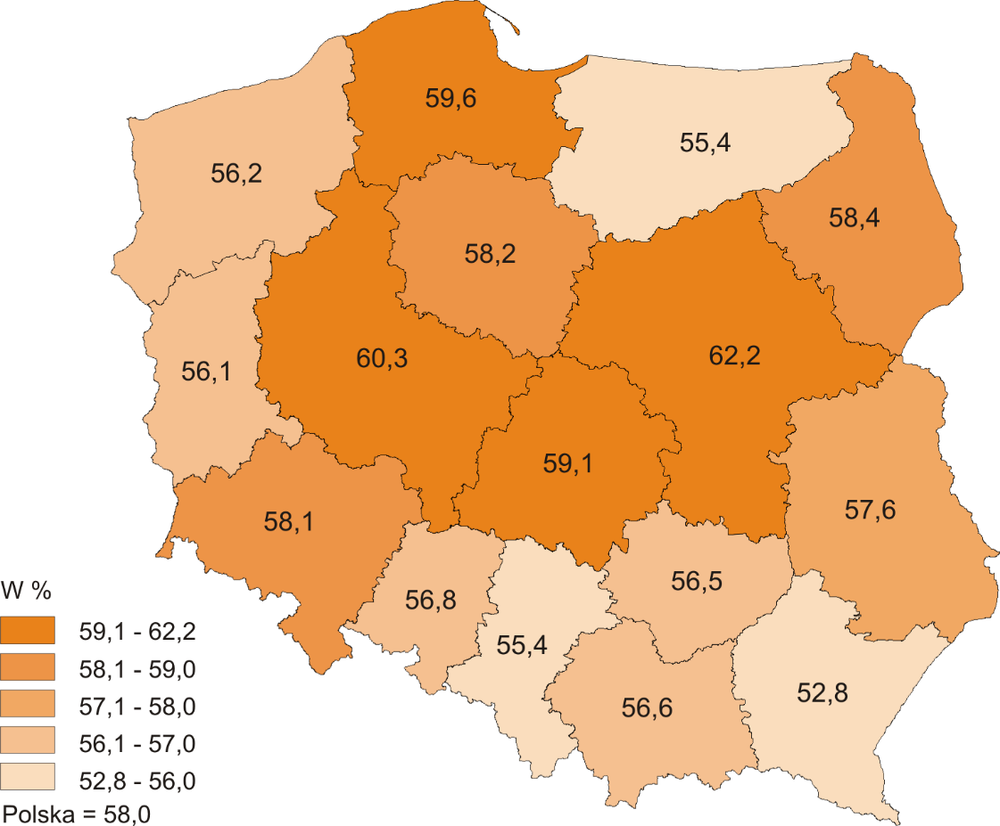 59,6
55,4
56,2
58,4
58,2
60,3
62,2
56,1
59,1
57,6
58,1
56,5
56,8
55,4
52,8
56,6
W %
59,1 - 62,2
58,1 - 59,0
57,1 - 58,0
56,1 - 57,0
52,8 - 56,0
Polska = 58,0